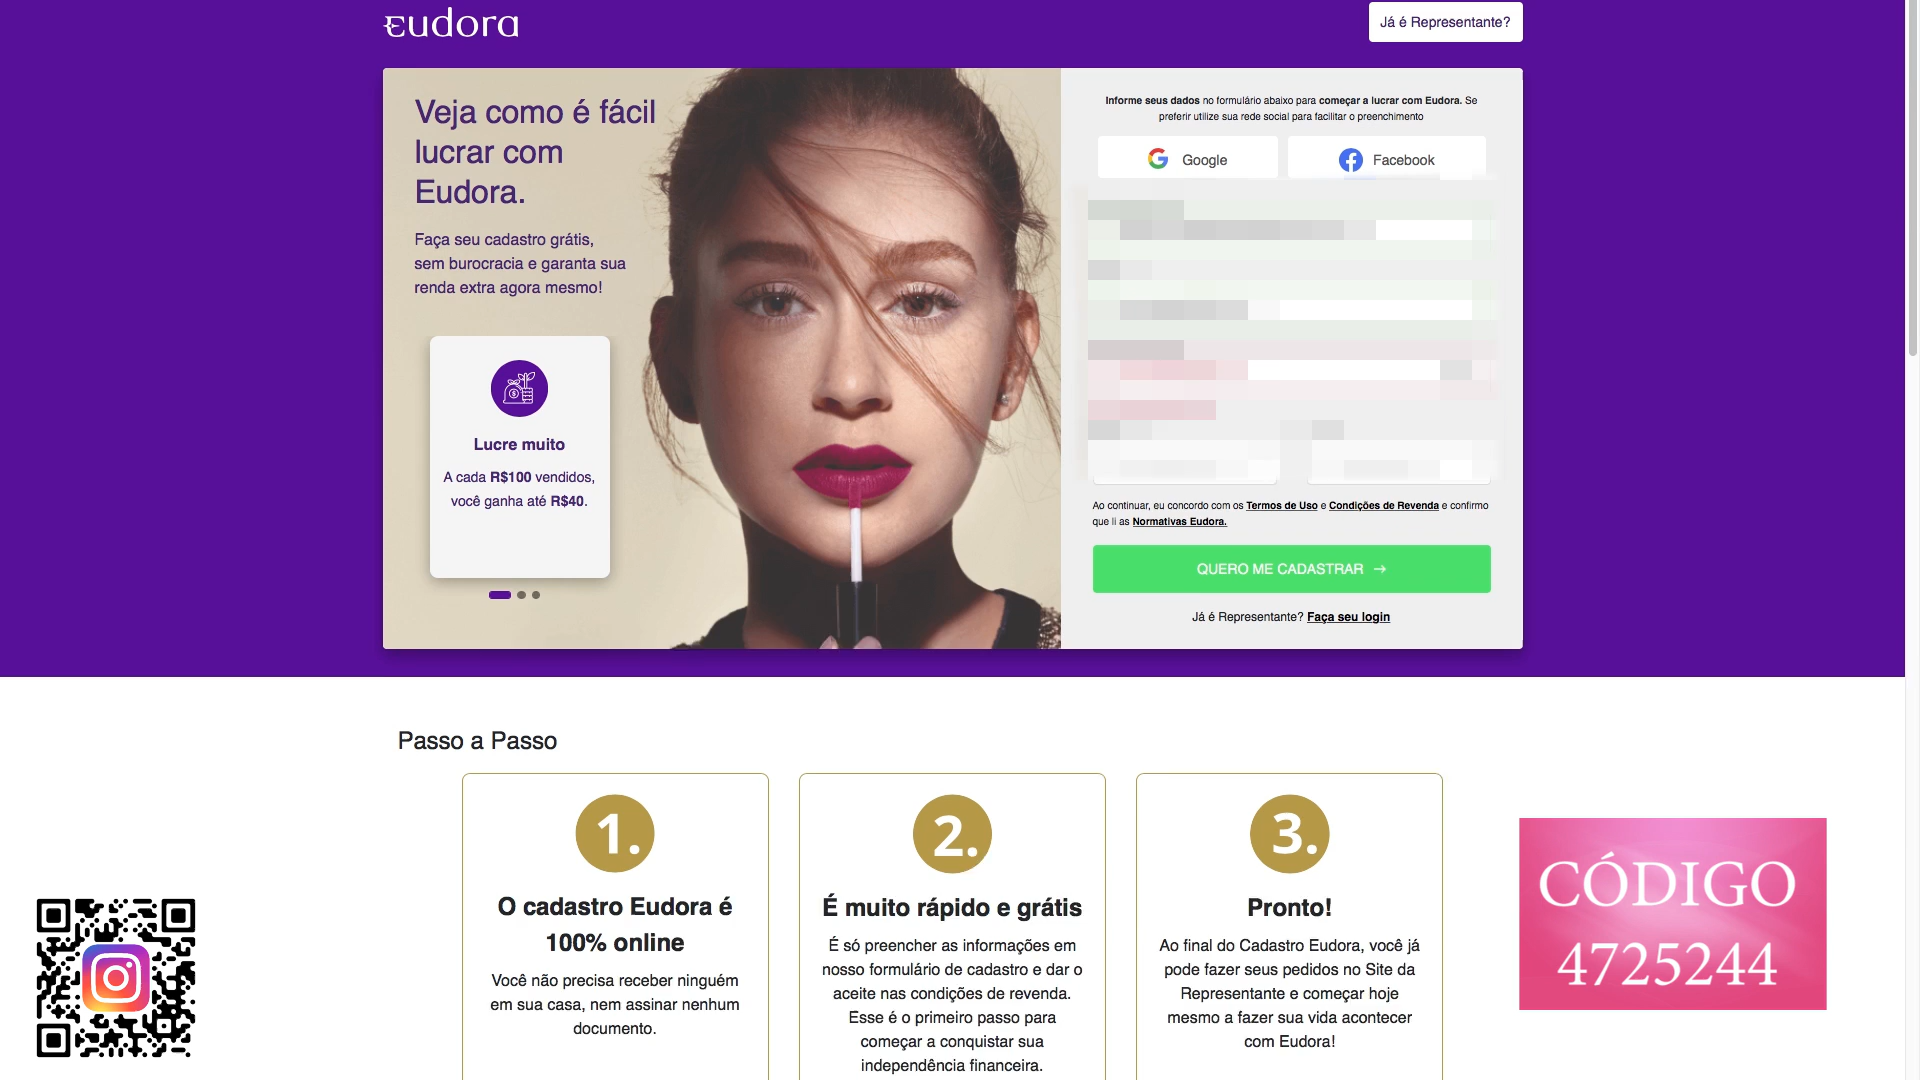 eudora
Já é Representante?
Veja como é fácil
lucrar com
Eudora.
Faça seu cadastro grátis,
sem burocracia e garanta sua
renda extra agora mesmo!
Lucre muito
A cada R$100 vendidos,
você ganha até R$40.
Informe seus dados no formulário abaixo para começar a lucrar com Eudora. Se
preferir utilize sua rede social para facilitar o preenchimento
Google
Facebook
Ao continuar, eu concordo com os Termos de Uso e Condições de Revenda e confirmo
que li as Normativas Eudora.
QUERO ME CADASTRAR →
Já é Representante? Faça seu login
Passo a Passo
1.
O cadastro Eudora é
100% online
Você não precisa receber ninguém
em sua casa, nem assinar nenhum
documento.
2.
É muito rápido e grátis
É só preencher as informações em
nosso formulário de cadastro e dar o
aceite nas condições de revenda.
Esse é o primeiro passo para
começar a conquistar sua
independência financeira.
3.
Pronto!
Ao final do Cadastro Eudora, você já
pode fazer seus pedidos no Site da
Representante e começar hoje
mesmo a fazer sua vida acontecer
com Eudora!
CÓDIGO
4725244